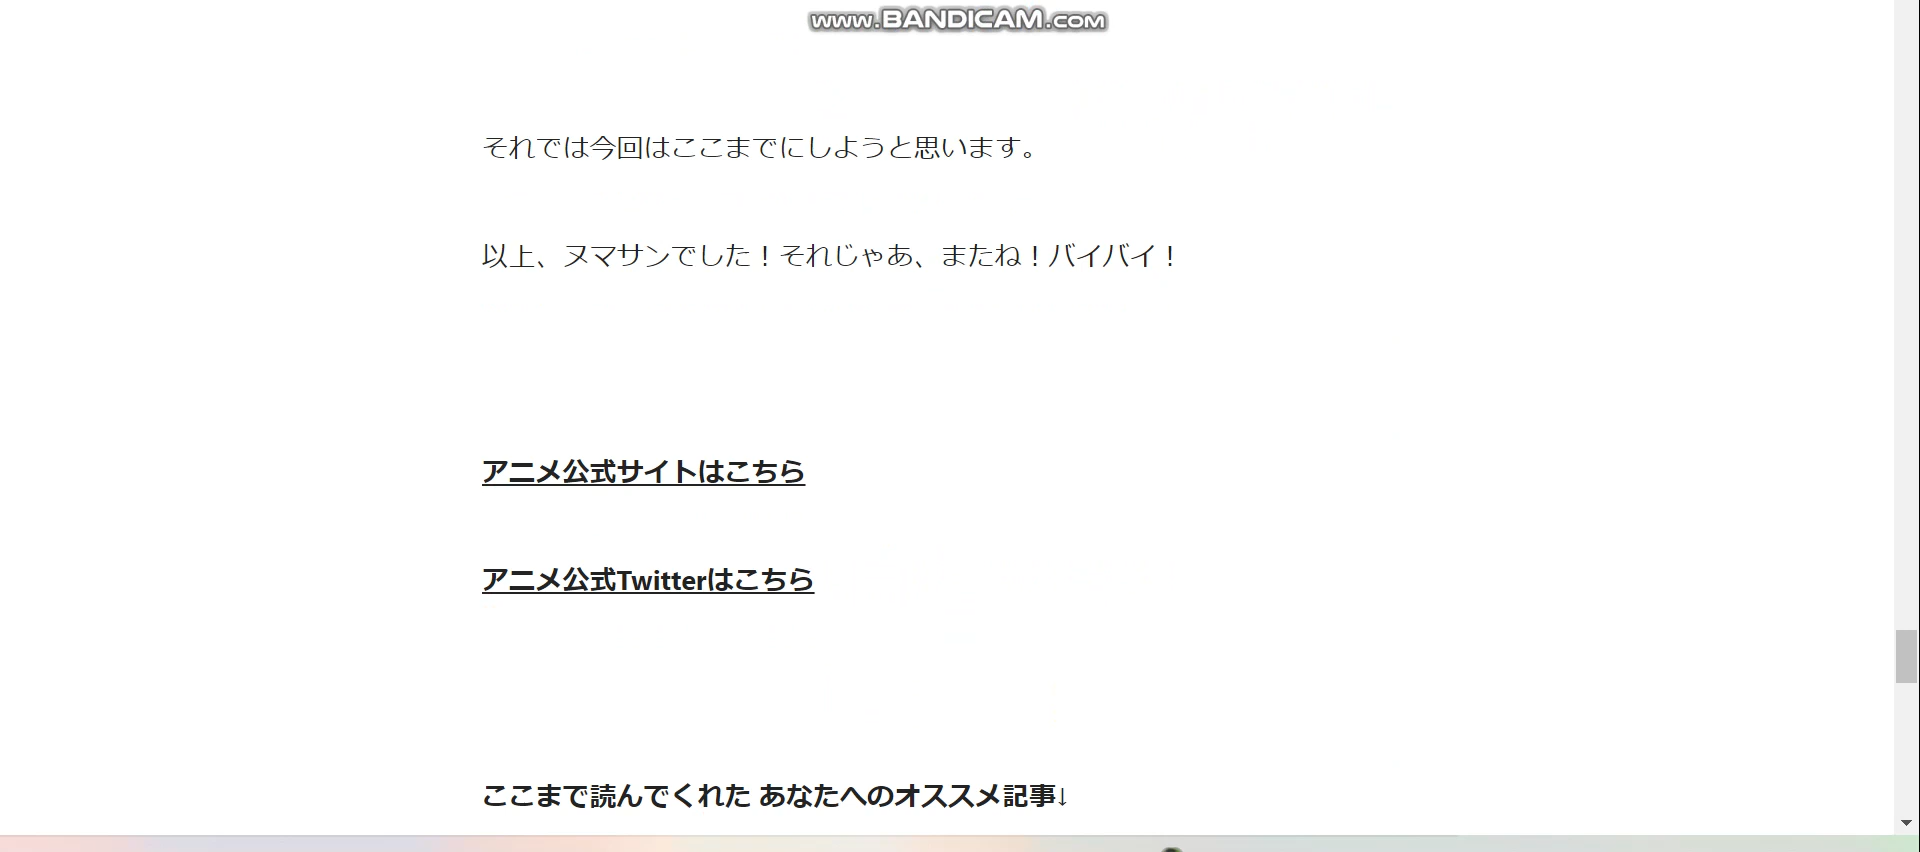 www.BANDICAM.com
それでは今回はここまでにしようと思います。
以上、ヌマサンでした！それじゃあ、またね！バイバイ！
アニメ公式サイトはこちら
アニメ公式Twitterはこちら
ここまで読んでくれた あなたへのオススメ記事↓